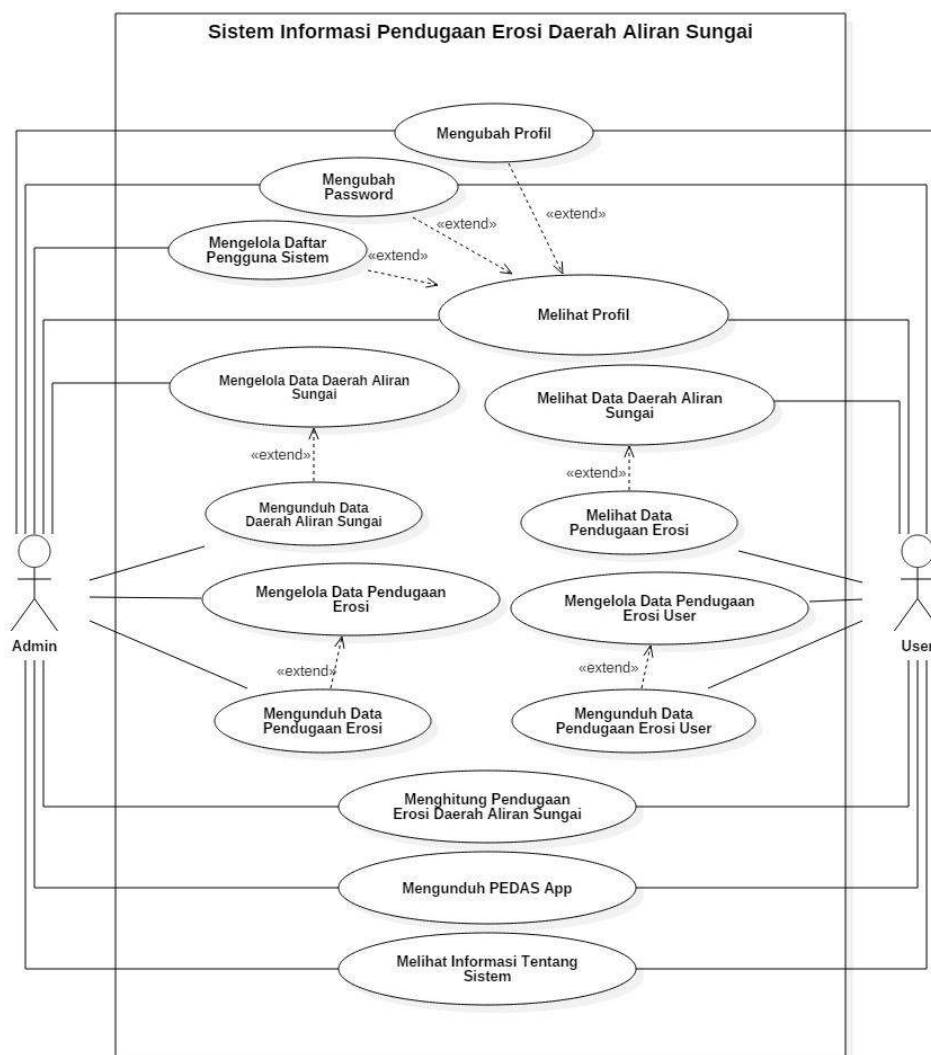 Sistem Informasi Pendugaan Erosi Daerah Aliran Sungai
Mengubah Profil
Mengubah
Password
«extend»
«extend»
Mengelola Daftar
Pengguna Sistem
«extend»
Melihat Profil
Mengelola Data Daerah Aliran
Sungai
Melihat Data Daerah Aliran
Sungai
«extend»
«extend»
Mengunduh Data
Daerah Aliran Sungai
Melihat Data
Pendugaan Erosi
Mengelola Data Pendugaan
Erosi
Mengelola Data Pendugaan
Erosi User
Admin
User
«extend»
«extend»
Mengunduh Data
Pendugaan Erosi
Mengunduh Data
Pendugaan Erosi User
Menghitung Pendugaan
Erosi Daerah Aliran Sungai
Mengunduh PEDAS App
Melihat Informasi Tentang
Sistem